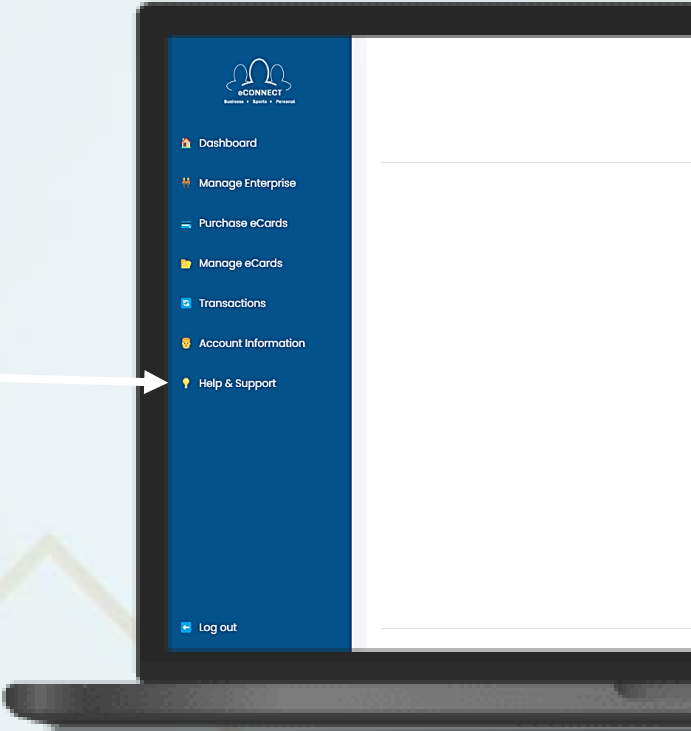 eCONNECT
Business + Sports + Personal
Dashboard
Manage Enterprise
Purchase eCards
Manage eCards
Transactions
Account Information
Help & Support
Log out